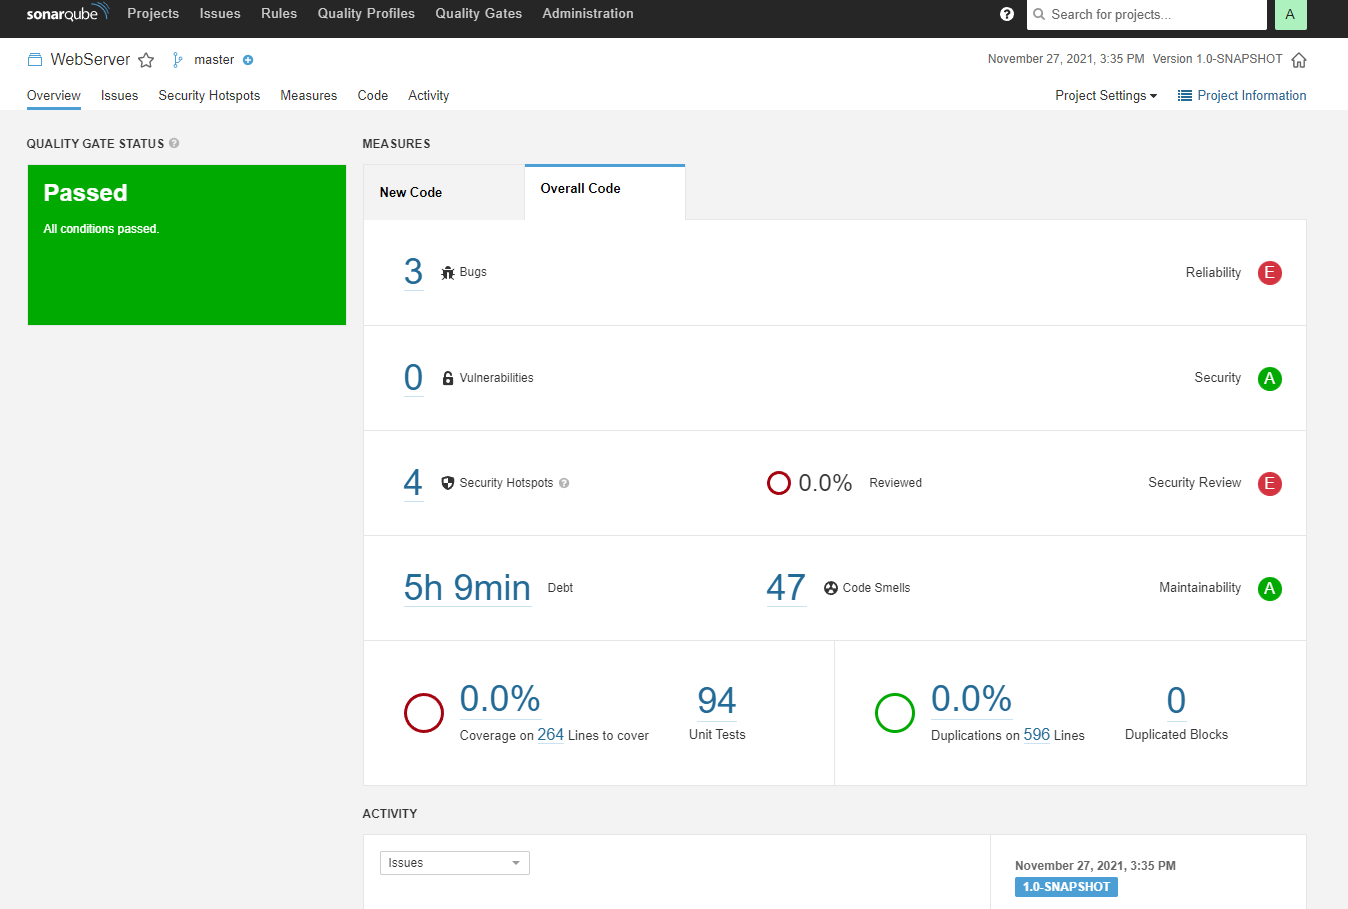 sonarqube Projects Issues Rules Quality Profiles Quality Gates Administration ? Search for projects... A
WebServer master November 27, 2021, 3:35 PM Version 1.0-SNAPSHOT
Overview Issues Security Hotspots Measures Code Activity Project Settings Project Information
QUALITY GATE STATUS ?
MEASURES
Passed
All conditions passed.
New Code Overall Code
3 Bugs Reliability E
0 Vulnerabilities Security A
4 Security Hotspots ? 0.0% Reviewed Security Review E
5h 9min Debt 47 Code Smells Maintainability A
0.0% 94
Coverage on 264 Lines to cover Unit Tests
0.0% 0
Duplications on 596 Lines Duplicated Blocks
ACTIVITY
Issues
November 27, 2021, 3:35 PM
1.0-SNAPSHOT